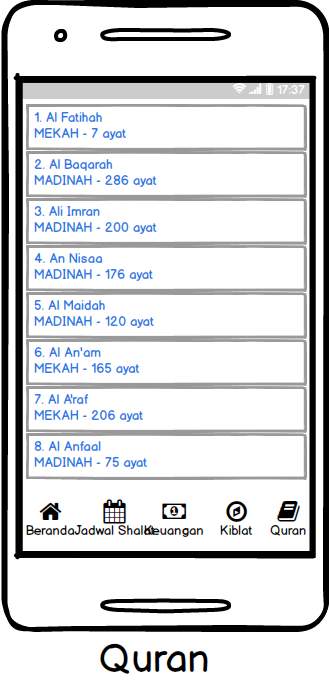 17:37
1. Al Fatihah
MEKAH - 7 ayat
2. Al Baqarah
MADINAH - 286 ayat
3. Ali Imran
MADINAH - 200 ayat
4. An Nisaa
MADINAH - 176 ayat
5. Al Maidah
MADINAH - 120 ayat
6. Al An'am
MEKAH - 165 ayat
7. Al A'raf
MEKAH - 206 ayat
8. Al Anfaal
MADINAH - 75 ayat
Beranda Jadwal Shalat Keuangan Kiblat Quran
Quran